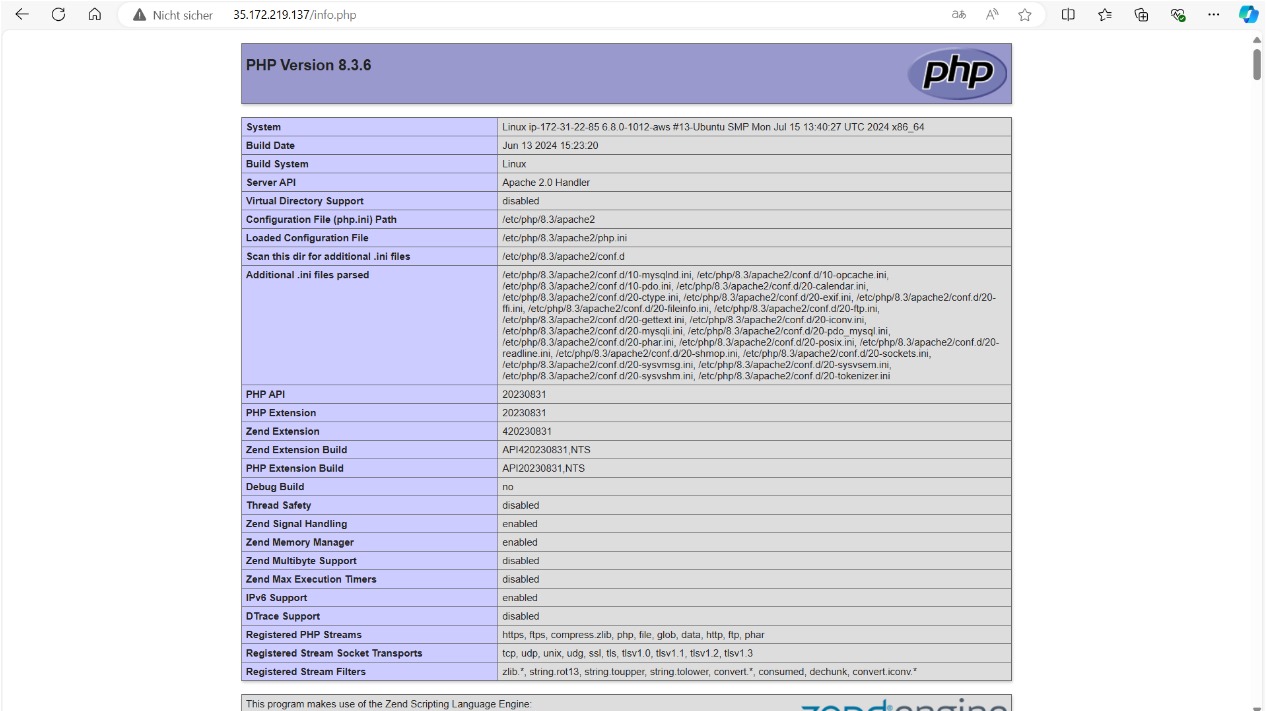 Nicht sicher 35.172.219.137/info.php
PHP Version 8.3.6
php
System Linux ip-172-31-22-85 6.8.0-1012-aws #13-Ubuntu SMP Mon Jul 15 13:40:27 UTC 2024 x86_64
Build Date Jun 13 2024 15:23:20
Build System Linux
Server API Apache 2.0 Handler
Virtual Directory Support disabled
Configuration File (php.ini) Path /etc/php/8.3/apache2
Loaded Configuration File /etc/php/8.3/apache2/php.ini
Scan this dir for additional .ini files /etc/php/8.3/apache2/conf.d
Additional .ini files parsed /etc/php/8.3/apache2/conf.d/10-mysqlnd.ini, /etc/php/8.3/apache2/conf.d/10-opcache.ini,
/etc/php/8.3/apache2/conf.d/10-pdo.ini, /etc/php/8.3/apache2/conf.d/20-calendar.ini,
/etc/php/8.3/apache2/conf.d/20-ctype.ini, /etc/php/8.3/apache2/conf.d/20-exif.ini, /etc/php/8.3/apache2/conf.d/20-
ffi.ini, /etc/php/8.3/apache2/conf.d/20-fileinfo.ini, /etc/php/8.3/apache2/conf.d/20-ftp.ini,
/etc/php/8.3/apache2/conf.d/20-gettext.ini, /etc/php/8.3/apache2/conf.d/20-iconv.ini,
/etc/php/8.3/apache2/conf.d/20-mysqli.ini, /etc/php/8.3/apache2/conf.d/20-pdo_mysql.ini,
/etc/php/8.3/apache2/conf.d/20-phar.ini, /etc/php/8.3/apache2/conf.d/20-posix.ini, /etc/php/8.3/apache2/conf.d/20-
readline.ini, /etc/php/8.3/apache2/conf.d/20-shmop.ini, /etc/php/8.3/apache2/conf.d/20-sockets.ini,
/etc/php/8.3/apache2/conf.d/20-sysvmsg.ini, /etc/php/8.3/apache2/conf.d/20-sysvsem.ini,
/etc/php/8.3/apache2/conf.d/20-sysvshm.ini, /etc/php/8.3/apache2/conf.d/20-tokenizer.ini
PHP API 20230831
PHP Extension 20230831
Zend Extension 420230831
Zend Extension Build API420230831,NTS
PHP Extension Build API20230831,NTS
Debug Build no
Thread Safety disabled
Zend Signal Handling enabled
Zend Memory Manager enabled
Zend Multibyte Support disabled
Zend Max Execution Timers disabled
IPv6 Support enabled
DTrace Support disabled
Registered PHP Streams https, ftps, compress.zlib, php, file, glob, data, http, ftp, phar
Registered Stream Socket Transports tcp, udp, unix, udg, ssl, tls, tlsv1.0, tlsv1.1, tlsv1.2, tlsv1.3
Registered Stream Filters zlib.*, string.rot13, string.toupper, string.tolower, convert.*, consumed, dechunk, convert.iconv.*
This program makes use of the Zend Scripting Language Engine:
zend engine